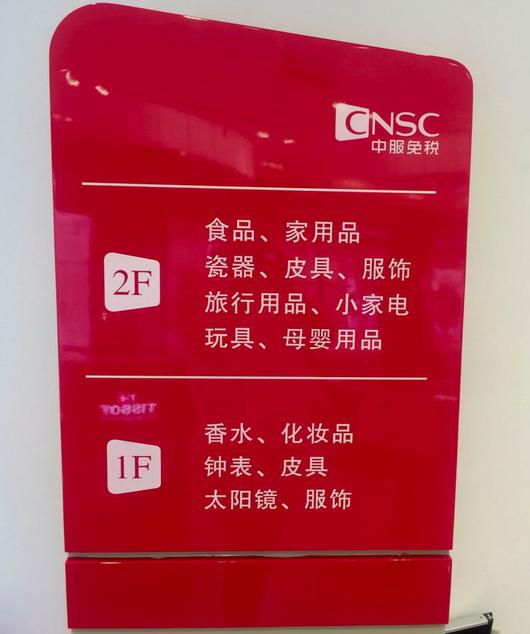 CNSC
中服免税
2F
食品、家用品
瓷器、皮具、服饰
旅行用品、小家电
玩具、母婴用品
TISSOT
1F
香水、化妆品
钟表、皮具
太阳镜、服饰